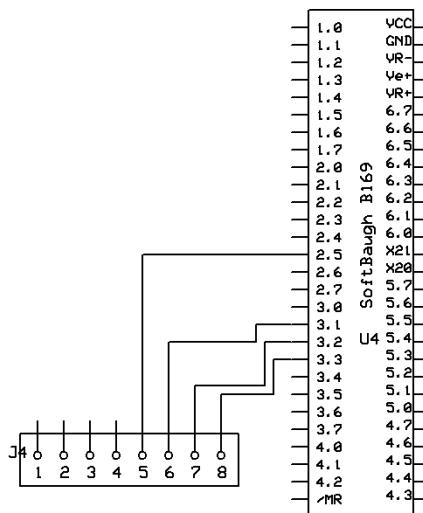 1.0 VCC
1.1 GND
1.2 VR-
1.3 Ve+
1.4 VR+
1.5 6.7
1.6 6.6
1.7 6.5
2.0 6.4
2.1 6.3
2.2 6.2
2.3 6.1
2.4 6.0
2.5 X2I
2.6 X2O
2.7 5.7
3.0 5.6
3.1 5.5
3.2 5.4
3.3 5.3
3.4 5.2
3.5 5.1
3.6 5.0
3.7 4.7
4.0 4.6
4.1 4.5
4.2 4.4
/MR 4.3
SoftBaugh B169
U4
J4
1 2 3 4 5 6 7 8